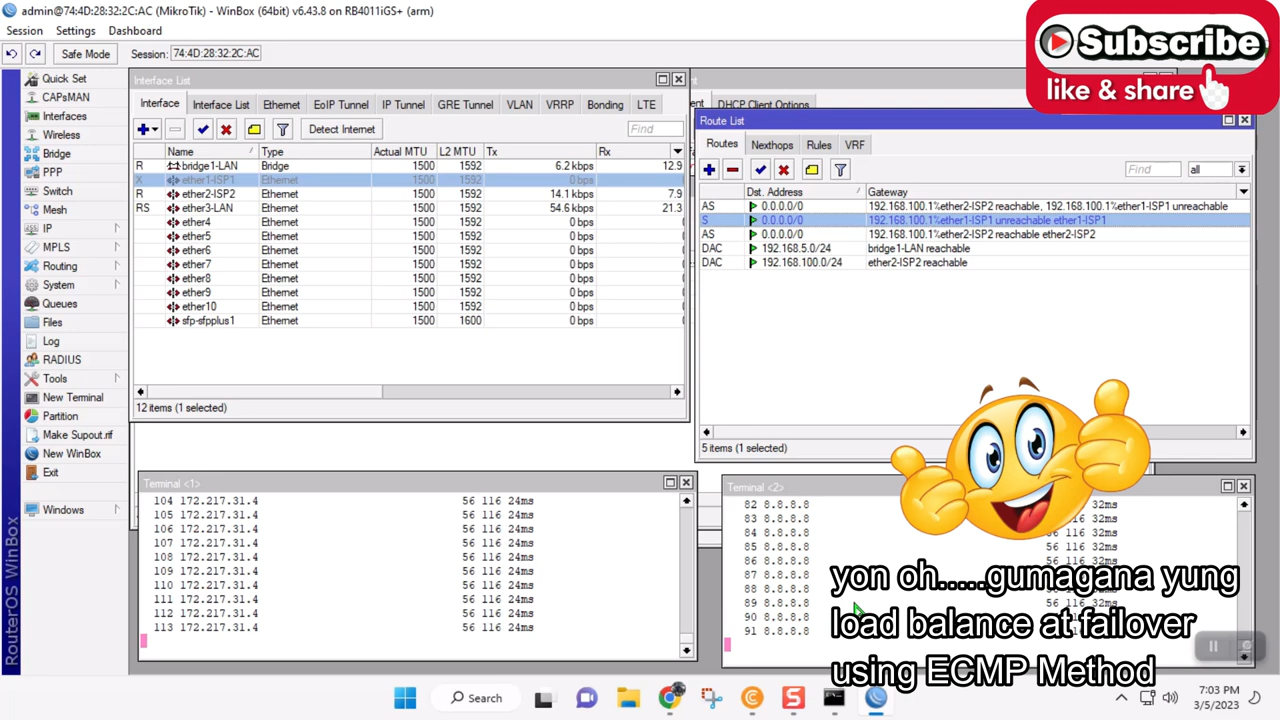 admin@74:4D:28:32:2C:AC (MikroTik) - WinBox (64bit) v6.43.8 on RB4011iGS+ (arm)
Session Settings Dashboard
Safe Mode Session: 74:4D:28:32:2C:AC
Subscribe
like & share
Quick Set
CAPsMAN
Interfaces
Wireless
Bridge
PPP
Switch
Mesh
IP
MPLS
Routing
System
Queues
Files
Log
RADIUS
Tools
New Terminal
Partition
Make Supout.rif
New WinBox
Exit
Windows
RouterOS WinBox
Interface List
Interface Interface List Ethernet EoIP Tunnel IP Tunnel GRE Tunnel VLAN VRRP Bonding LTE
Detect Internet Find
Name Type Actual MTU L2 MTU Tx Rx
R bridge1-LAN Bridge 1500 1592 6.2 kbps 12.9
X ether1-ISP1 Ethernet 1500 1592 0 bps
R ether2-ISP2 Ethernet 1500 1592 14.1 kbps 7.9
RS ether3-LAN Ethernet 1500 1592 54.6 kbps 21.3
ether4 Ethernet 1500 1592 0 bps
ether5 Ethernet 1500 1592 0 bps
ether6 Ethernet 1500 1592 0 bps
ether7 Ethernet 1500 1592 0 bps
ether8 Ethernet 1500 1592 0 bps
ether9 Ethernet 1500 1592 0 bps
ether10 Ethernet 1500 1592 0 bps
sfp-sfpplus1 Ethernet 1500 1600 0 bps
12 items (1 selected)
DHCP Client Options
Route List
Routes Nexthops Rules VRF
Find all
Dst. Address Gateway
AS 0.0.0.0/0 192.168.100.1%ether2-ISP2 reachable, 192.168.100.1%ether1-ISP1 unreachable
S 0.0.0.0/0 192.168.100.1%ether1-ISP1 unreachable ether1-ISP1
AS 0.0.0.0/0 192.168.100.1%ether2-ISP2 reachable ether2-ISP2
DAC 192.168.5.0/24 bridge1-LAN reachable
DAC 192.168.100.0/24 ether2-ISP2 reachable
5 items (1 selected)
Terminal <1>
104 172.217.31.4 56 116 24ms
105 172.217.31.4 56 116 24ms
106 172.217.31.4 56 116 24ms
107 172.217.31.4 56 116 24ms
108 172.217.31.4 56 116 24ms
109 172.217.31.4 56 116 24ms
110 172.217.31.4 56 116 24ms
111 172.217.31.4 56 116 24ms
112 172.217.31.4 56 116 24ms
113 172.217.31.4 56 116 24ms
Terminal <2>
82 8.8.8.8 32ms
83 8.8.8.8 32ms
84 8.8.8.8 32ms
85 8.8.8.8 56 116 32ms
86 8.8.8.8 56 116 32ms
87 8.8.8.8
88 8.8.8.8
89 8.8.8.8 56 116 32ms
90 8.8.8.8
91 8.8.8.8
yon oh.....gumagana yung
load balance at failover
using ECMP Method
Search
7:03 PM
3/5/2023